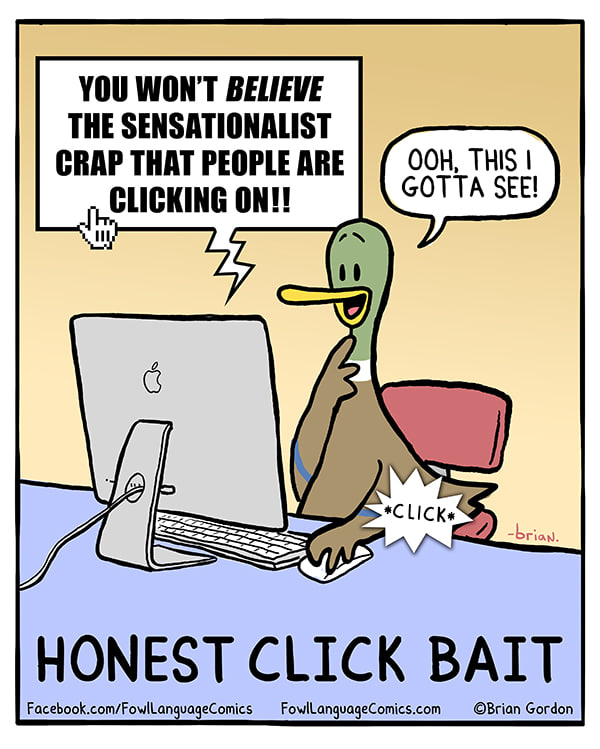 YOU WON'T BELIEVE
THE SENSATIONALIST
CRAP THAT PEOPLE ARE
CLICKING ON!!
OOH, THIS I
GOTTA SEE!
*CLICK*
-briaN.
HONEST CLICK BAIT
Facebook.com/FowlLanguageComics FowlLanguageComics.com ©Brian Gordon